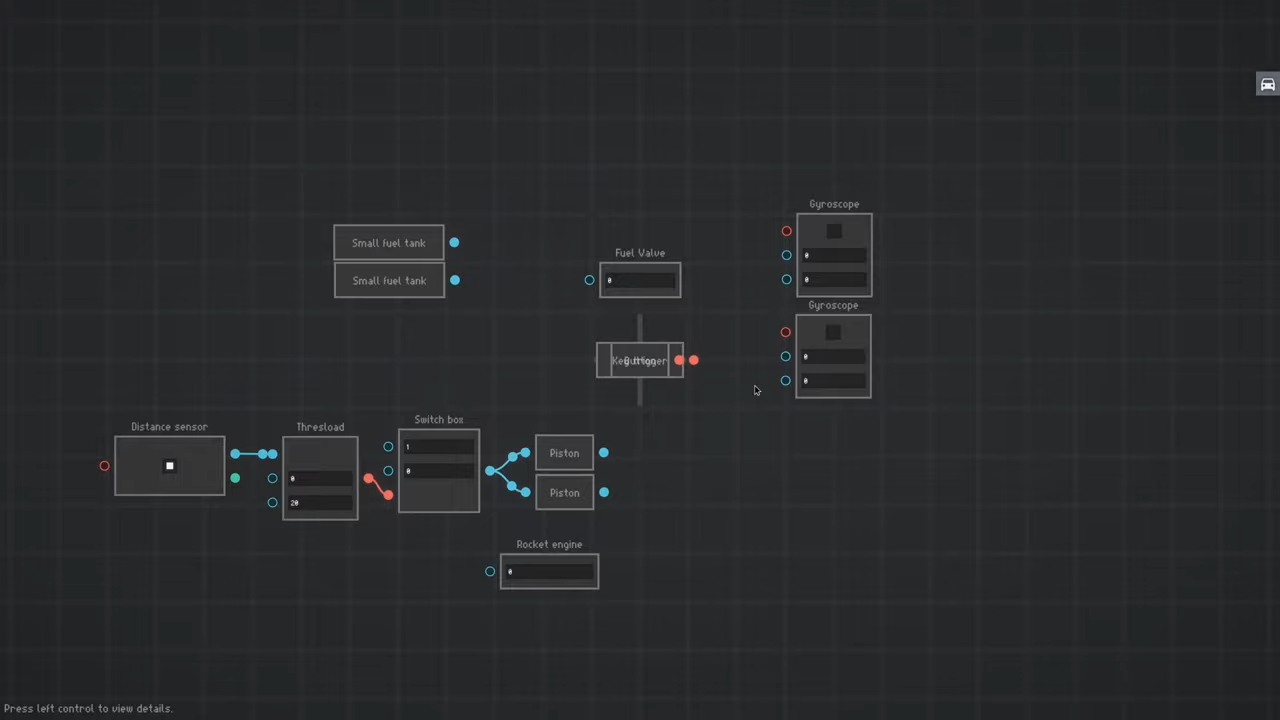 Gyroscope
0
0
Small fuel tank
Small fuel tank
Fuel Valve
0
Gyroscope
0
0
Button
Distance sensor
Thresload
0
20
Switch box
1
0
Piston
Piston
Rocket engine
0
Press left control to view details.